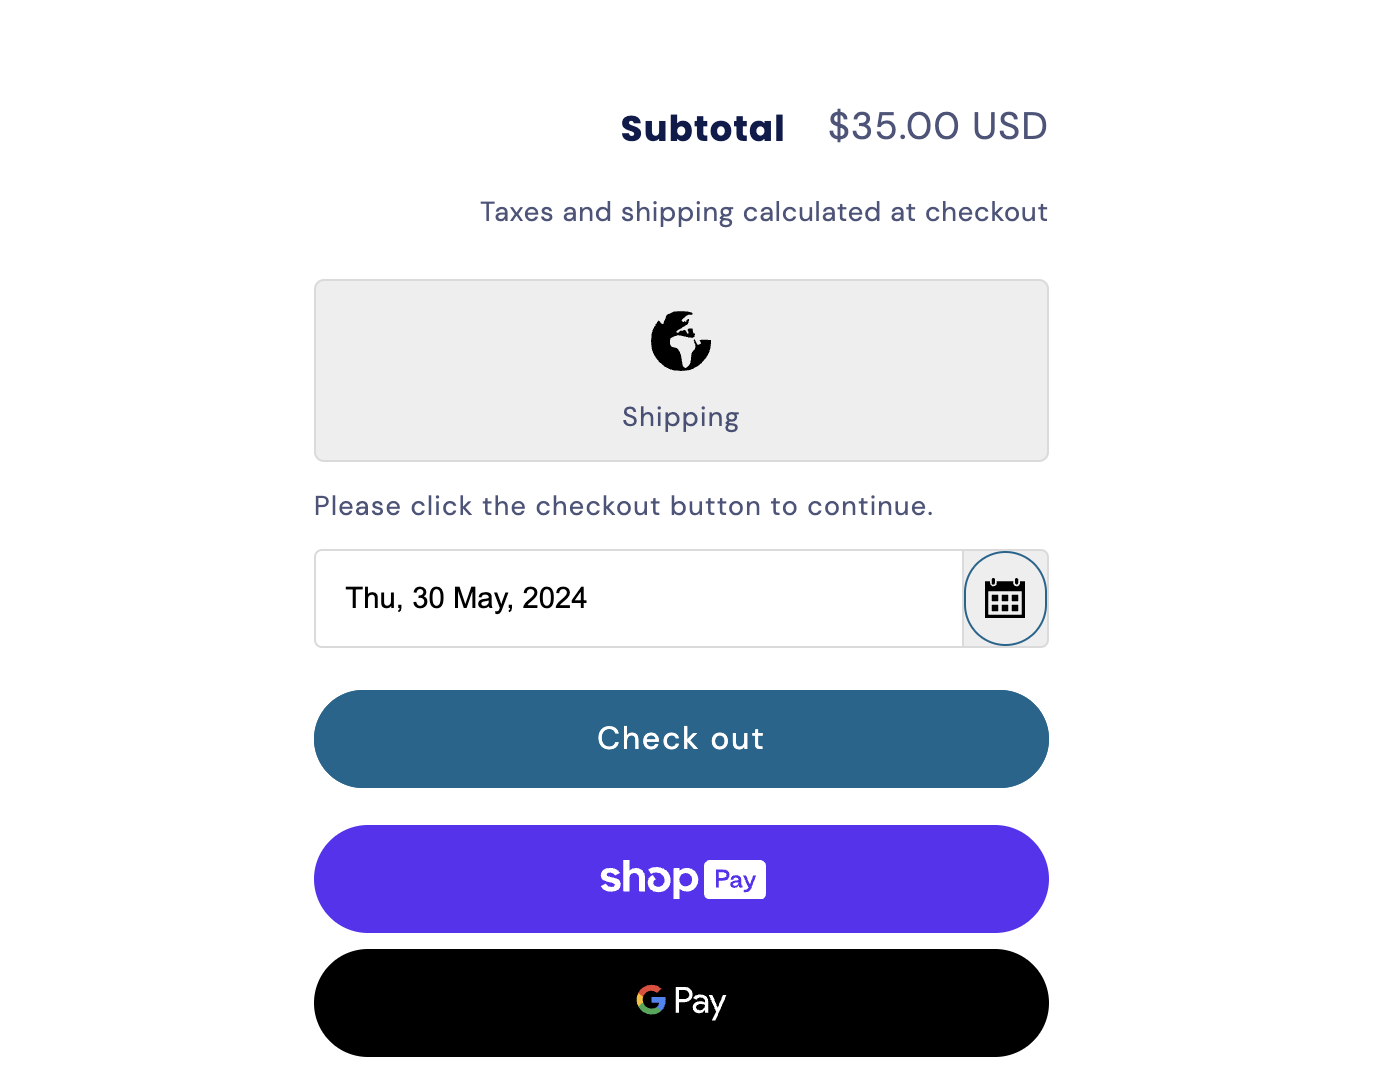 Subtotal $35.00 USD
Taxes and shipping calculated at checkout
Shipping
Please click the checkout button to continue.
Thu, 30 May, 2024
Check out
shop Pay
G Pay